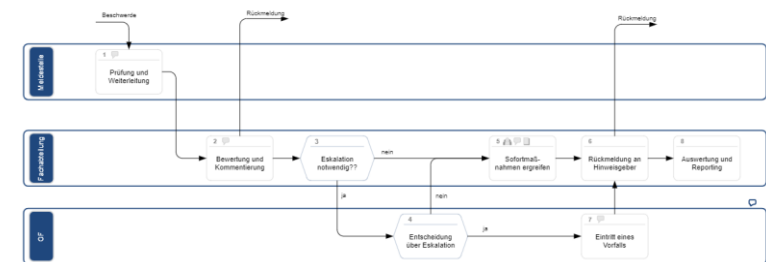 Beschwerde
Rückmeldung
Rückmeldung
Meldestelle
1
Prüfung und
Weiterleitung
Fachabteilung
2
Bewertung und
Kommentierung
3
Eskalation
notwendig??
nein
5
Sofortmaß-
nahmen ergreifen
6
Rückmeldung an
Hinweisgeber
8
Auswertung und
Reporting
ja
nein
GF
4
Entscheidung
über Eskalation
ja
7
Eintritt eines
Vorfalls